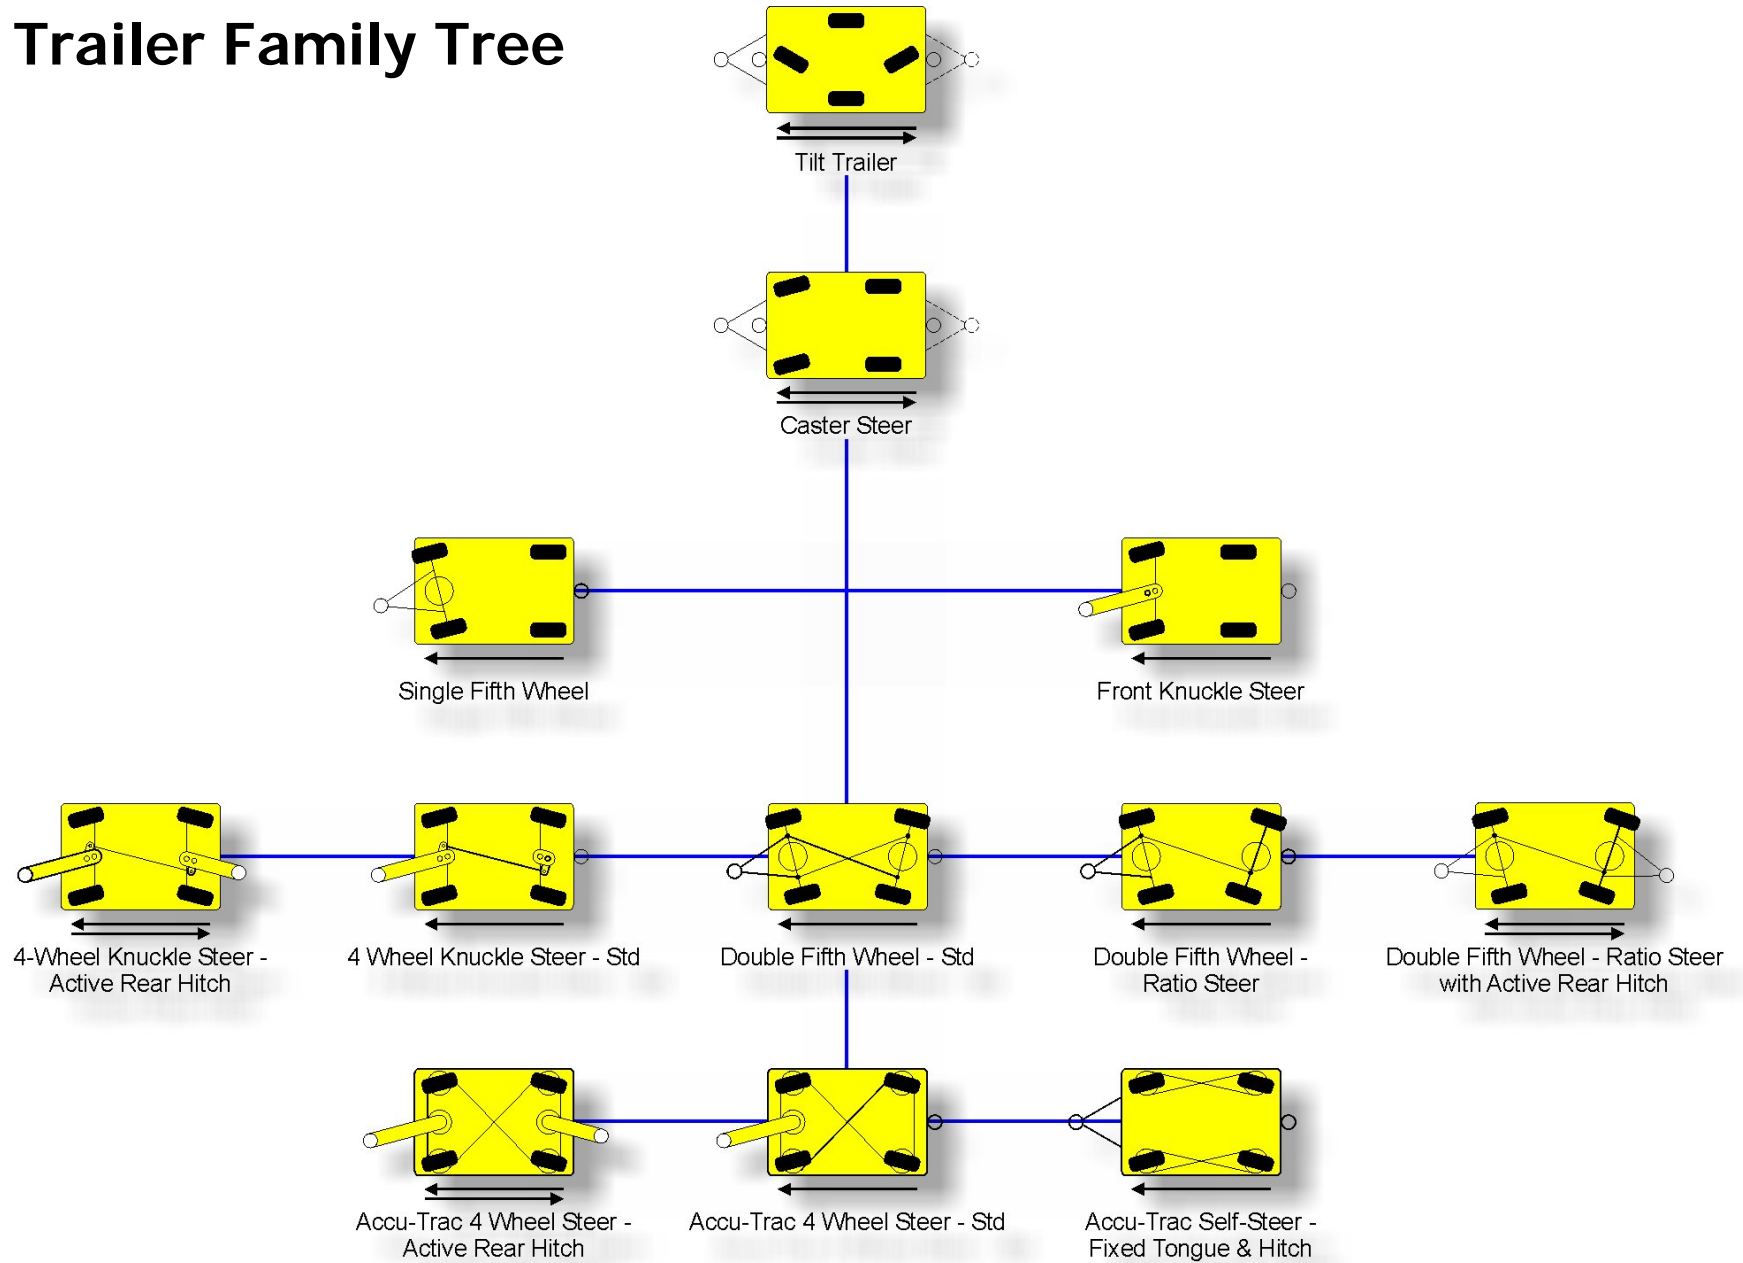 Trailer Family Tree
Tilt Trailer
Caster Steer
Single Fifth Wheel
Front Knuckle Steer
4-Wheel Knuckle Steer -
Active Rear Hitch
4 Wheel Knuckle Steer - Std
Double Fifth Wheel - Std
Double Fifth Wheel -
Ratio Steer
Double Fifth Wheel - Ratio Steer
with Active Rear Hitch
Accu-Trac 4 Wheel Steer -
Active Rear Hitch
Accu-Trac 4 Wheel Steer - Std
Accu-Trac Self-Steer -
Fixed Tongue & Hitch